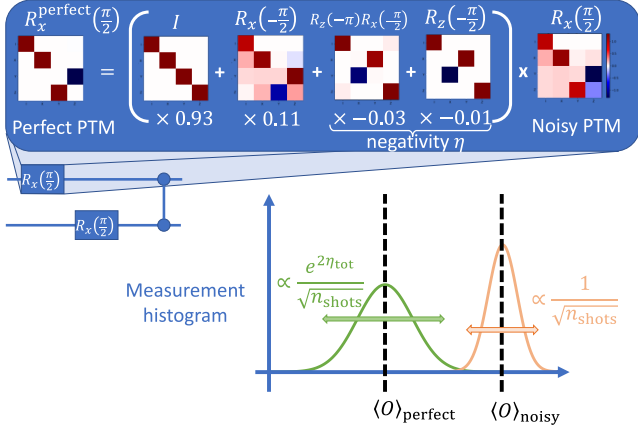 R_x^perfect(π/2) I R_x(-π/2) R_z(-π)R_x(-π/2) R_z(-π/2) R_x(π/2)
= ( + + + ) x
× 0.93 × 0.11 × −0.03 × −0.01
Perfect PTM negativity η Noisy PTM
R_x(π/2)
R_x(π/2)
Measurement
histogram
∝ e^{2η_tot}/√n_shots
∝ 1/√n_shots
⟨O⟩_perfect ⟨O⟩_noisy